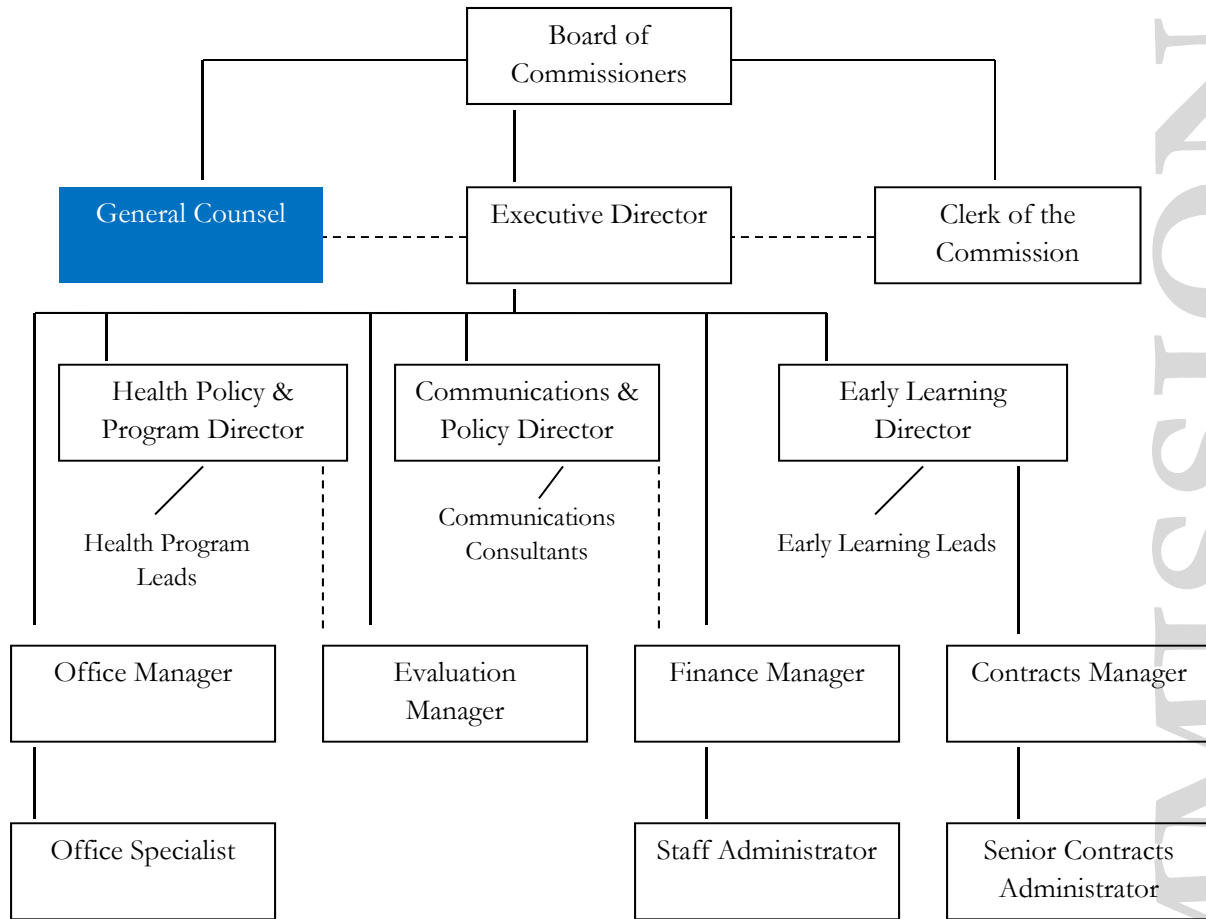 Board of
Commissioners
General Counsel
Executive Director
Clerk of the
Commission
Health Policy &
Program Director
Communications &
Policy Director
Early Learning
Director
Health Program
Leads
Communications
Consultants
Early Learning Leads
Office Manager
Evaluation
Manager
Finance Manager
Contracts Manager
Office Specialist
Staff Administrator
Senior Contracts
Administrator